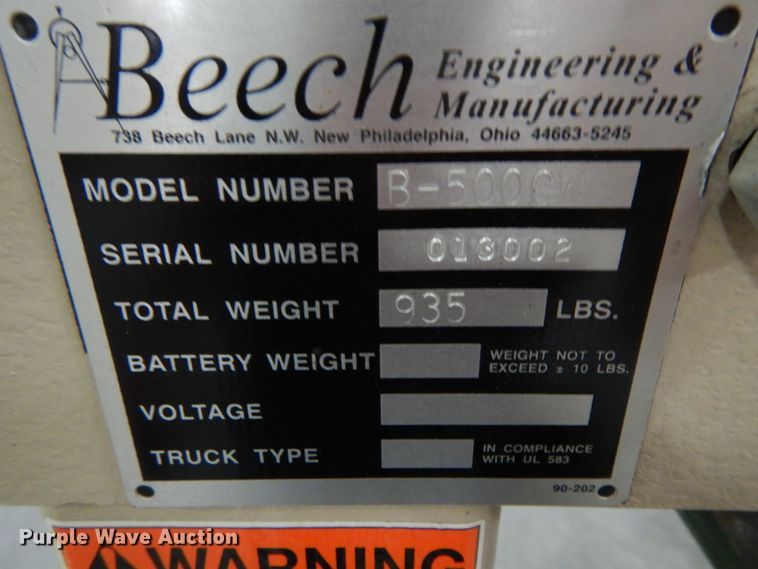 Beech Engineering &
Manufacturing
738 Beech Lane N.W. New Philadelphia, Ohio 44663-5245
MODEL NUMBER
SERIAL NUMBER 013002
TOTAL WEIGHT 935 LBS.
BATTERY WEIGHT WEIGHT NOT TO
EXCEED ± 10 LBS.
VOLTAGE
TRUCK TYPE IN COMPLIANCE
WITH UL 583
90-202
WARNING
Purple Wave Auction